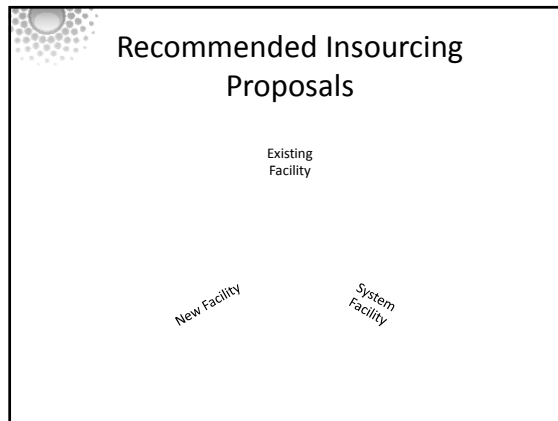 Recommended Insourcing
Proposals
Existing
Facility
New Facility
System
Facility